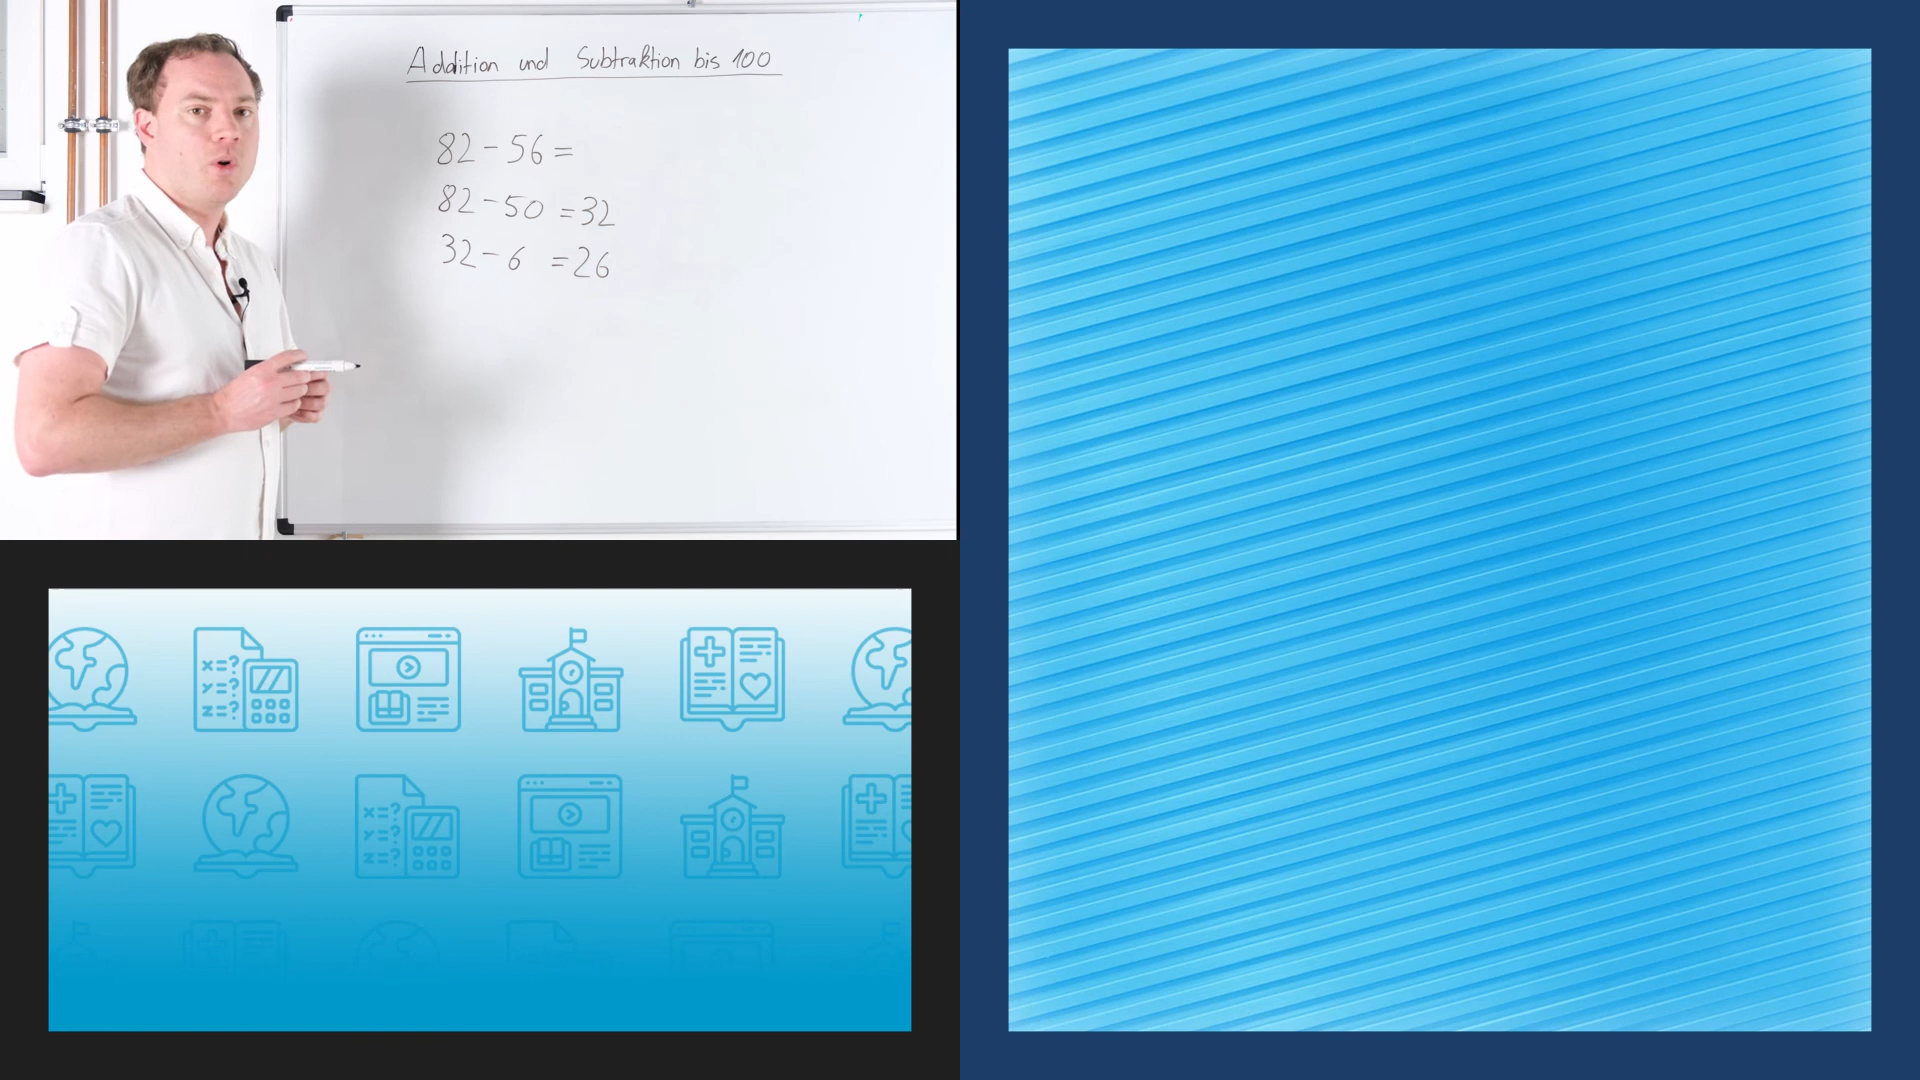 Addition und Subtraktion bis 100
82-56=
82-50=32
32-6=26
x=?
y=?
z=?
x=?
y=?
z=?